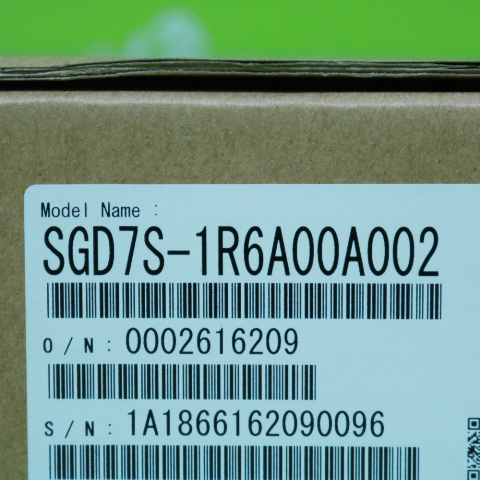 Model Name :
SGD7S-1R6A00A002
O / N : 0002616209
S / N : 1A1866162090096